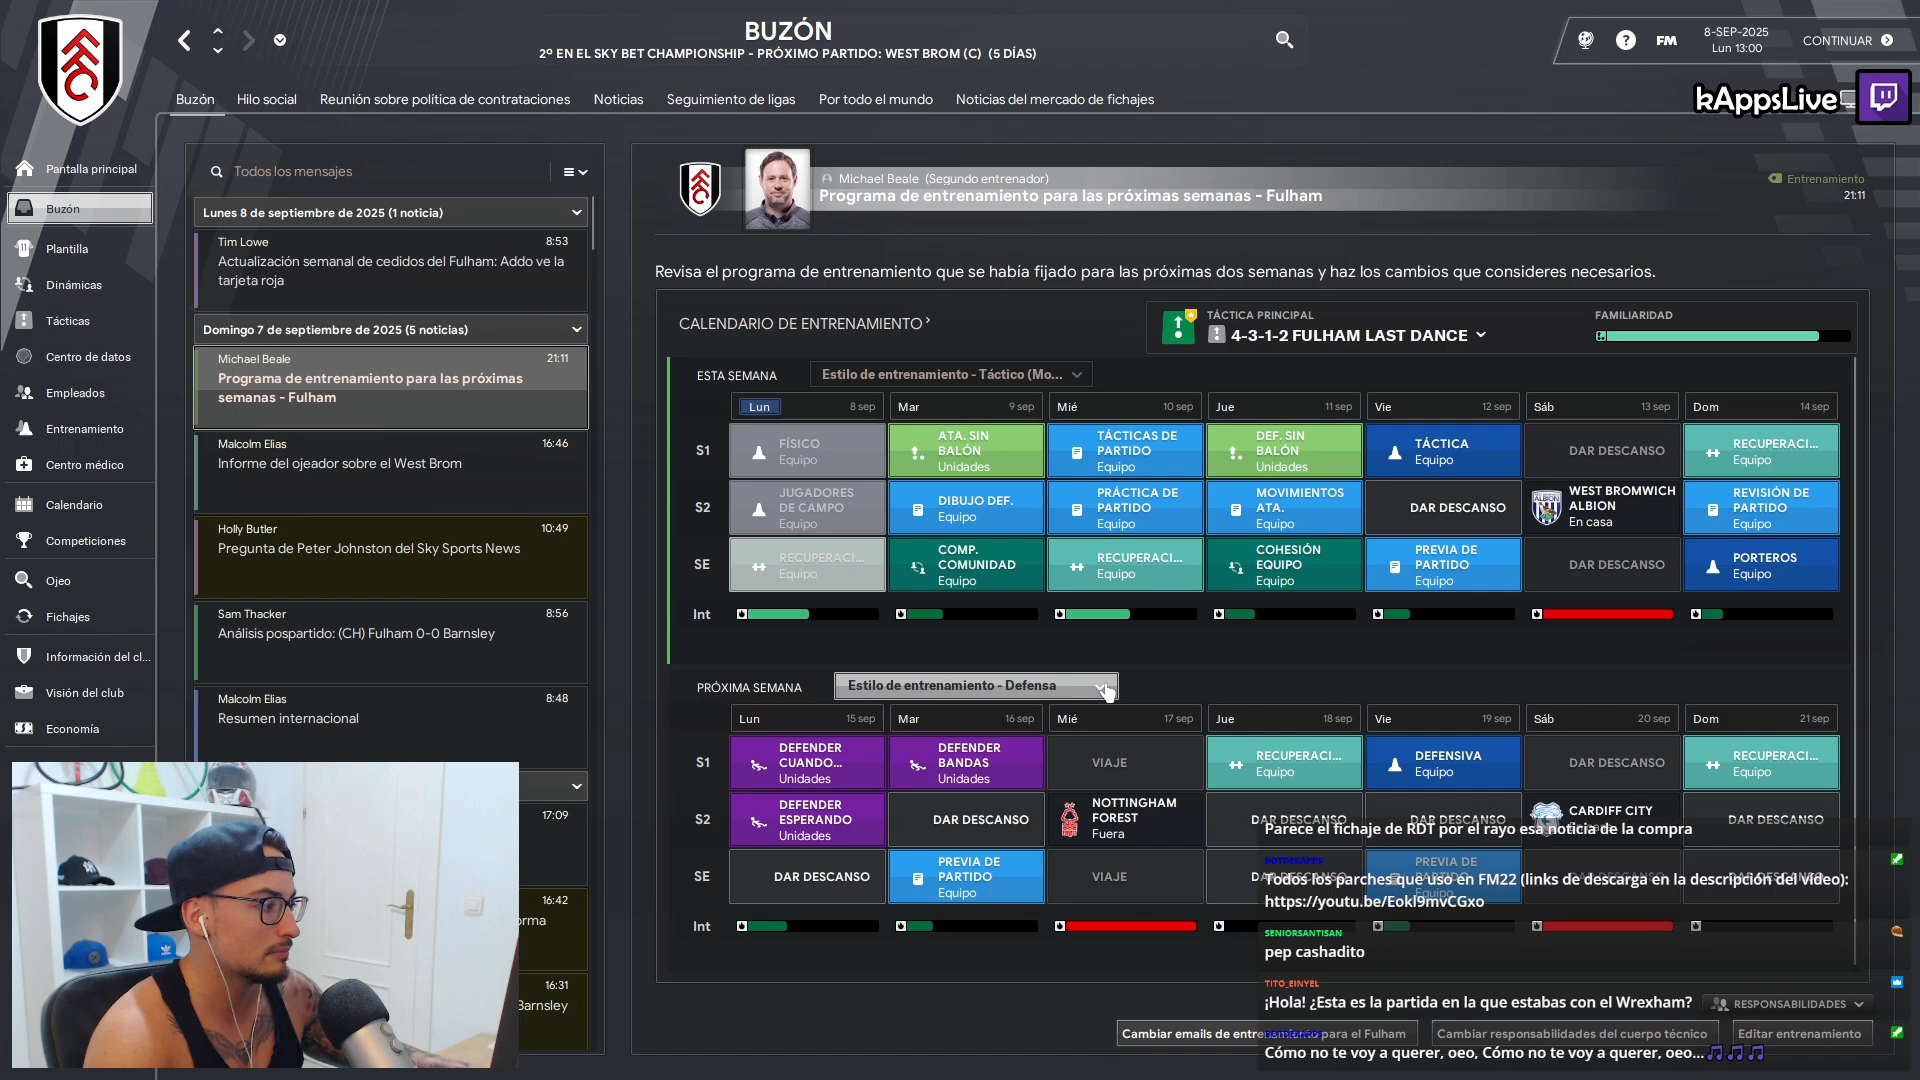 BUZÓN
2º EN EL SKY BET CHAMPIONSHIP - PRÓXIMO PARTIDO: WEST BROM (C) (5 DÍAS)
FM
8-SEP-2025
Lun 13:00
CONTINUAR
Buzón
Hilo social
Reunión sobre política de contrataciones
Noticias
Seguimiento de ligas
Por todo el mundo
Noticias del mercado de fichajes
kAppsLive
Pantalla principal
Buzón
Plantilla
Dinámicas
Tácticas
Centro de datos
Empleados
Entrenamiento
Centro médico
Calendario
Competiciones
Ojeo
Fichajes
Información del cl...
Visión del club
Economía
Todos los mensajes
Lunes 8 de septiembre de 2025 (1 noticia)
Tim Lowe 8:53
Actualización semanal de cedidos del Fulham: Addo ve la
tarjeta roja
Domingo 7 de septiembre de 2025 (5 noticias)
Michael Beale 21:11
Programa de entrenamiento para las próximas
semanas - Fulham
Malcolm Elias 16:46
Informe del ojeador sobre el West Brom
Holly Butler 10:49
Pregunta de Peter Johnston del Sky Sports News
Sam Thacker 8:56
Análisis pospartido: (CH) Fulham 0-0 Barnsley
Malcolm Elias 8:48
Resumen internacional
17:09
16:42
orma
16:31
Barnsley
Michael Beale (Segundo entrenador)
Programa de entrenamiento para las próximas semanas - Fulham
Entrenamiento
21:11
Revisa el programa de entrenamiento que se había fijado para las próximas dos semanas y haz los cambios que consideres necesarios.
CALENDARIO DE ENTRENAMIENTO
TÁCTICA PRINCIPAL
4-3-1-2 FULHAM LAST DANCE
FAMILIARIDAD
ESTA SEMANA
Estilo de entrenamiento - Táctico (Mo...
Lun 8 sep Mar 9 sep Mié 10 sep Jue 11 sep Vie 12 sep Sáb 13 sep Dom 14 sep
S1
FÍSICO
Equipo
ATA. SIN
BALÓN
Unidades
TÁCTICAS DE
PARTIDO
Equipo
DEF. SIN
BALÓN
Unidades
TÁCTICA
Equipo
DAR DESCANSO
RECUPERACI...
Equipo
S2
JUGADORES
DE CAMPO
Equipo
DIBUJO DEF.
Equipo
PRÁCTICA DE
PARTIDO
Equipo
MOVIMIENTOS
ATA.
Equipo
DAR DESCANSO
WEST BROMWICH
ALBION
En casa
REVISIÓN DE
PARTIDO
Equipo
SE
RECUPERACI...
Equipo
COMP.
COMUNIDAD
Equipo
RECUPERACI...
Equipo
COHESIÓN
EQUIPO
Equipo
PREVIA DE
PARTIDO
Equipo
DAR DESCANSO
PORTEROS
Equipo
Int
PRÓXIMA SEMANA
Estilo de entrenamiento - Defensa
Lun 15 sep Mar 16 sep Mié 17 sep Jue 18 sep Vie 19 sep Sáb 20 sep Dom 21 sep
S1
DEFENDER
CUANDO...
Unidades
DEFENDER
BANDAS
Unidades
VIAJE
RECUPERACI...
Equipo
DEFENSIVA
Equipo
DAR DESCANSO
RECUPERACI...
Equipo
S2
DEFENDER
ESPERANDO
Unidades
DAR DESCANSO
NOTTINGHAM
FOREST
Fuera
DAR DESCANSO
DAR DESCANSO
CARDIFF CITY
DAR DESCANSO
SE
DAR DESCANSO
PREVIA DE
PARTIDO
Equipo
VIAJE
DAR DESCANSO
PREVIA DE
PARTIDO
Equipo
Int
Parece el fichaje de RDT por el rayo esa noticia de la compra
BOTDEKAPPS
Todos los parches que uso en FM22 (links de descarga en la descripción del vídeo):
https://youtu.be/Eokl9mvCGxo
SENIORSANTISAN
pep cashadito
TITO_EINYEL
¡Hola! ¿Esta es la partida en la que estabas con el Wrexham?
RESPONSABILIDADES
Cambiar emails de entrenamiento para el Fulham
Cambiar responsabilidades del cuerpo técnico
Editar entrenamiento
Cómo no te voy a querer, oeo, Cómo no te voy a querer, oeo...